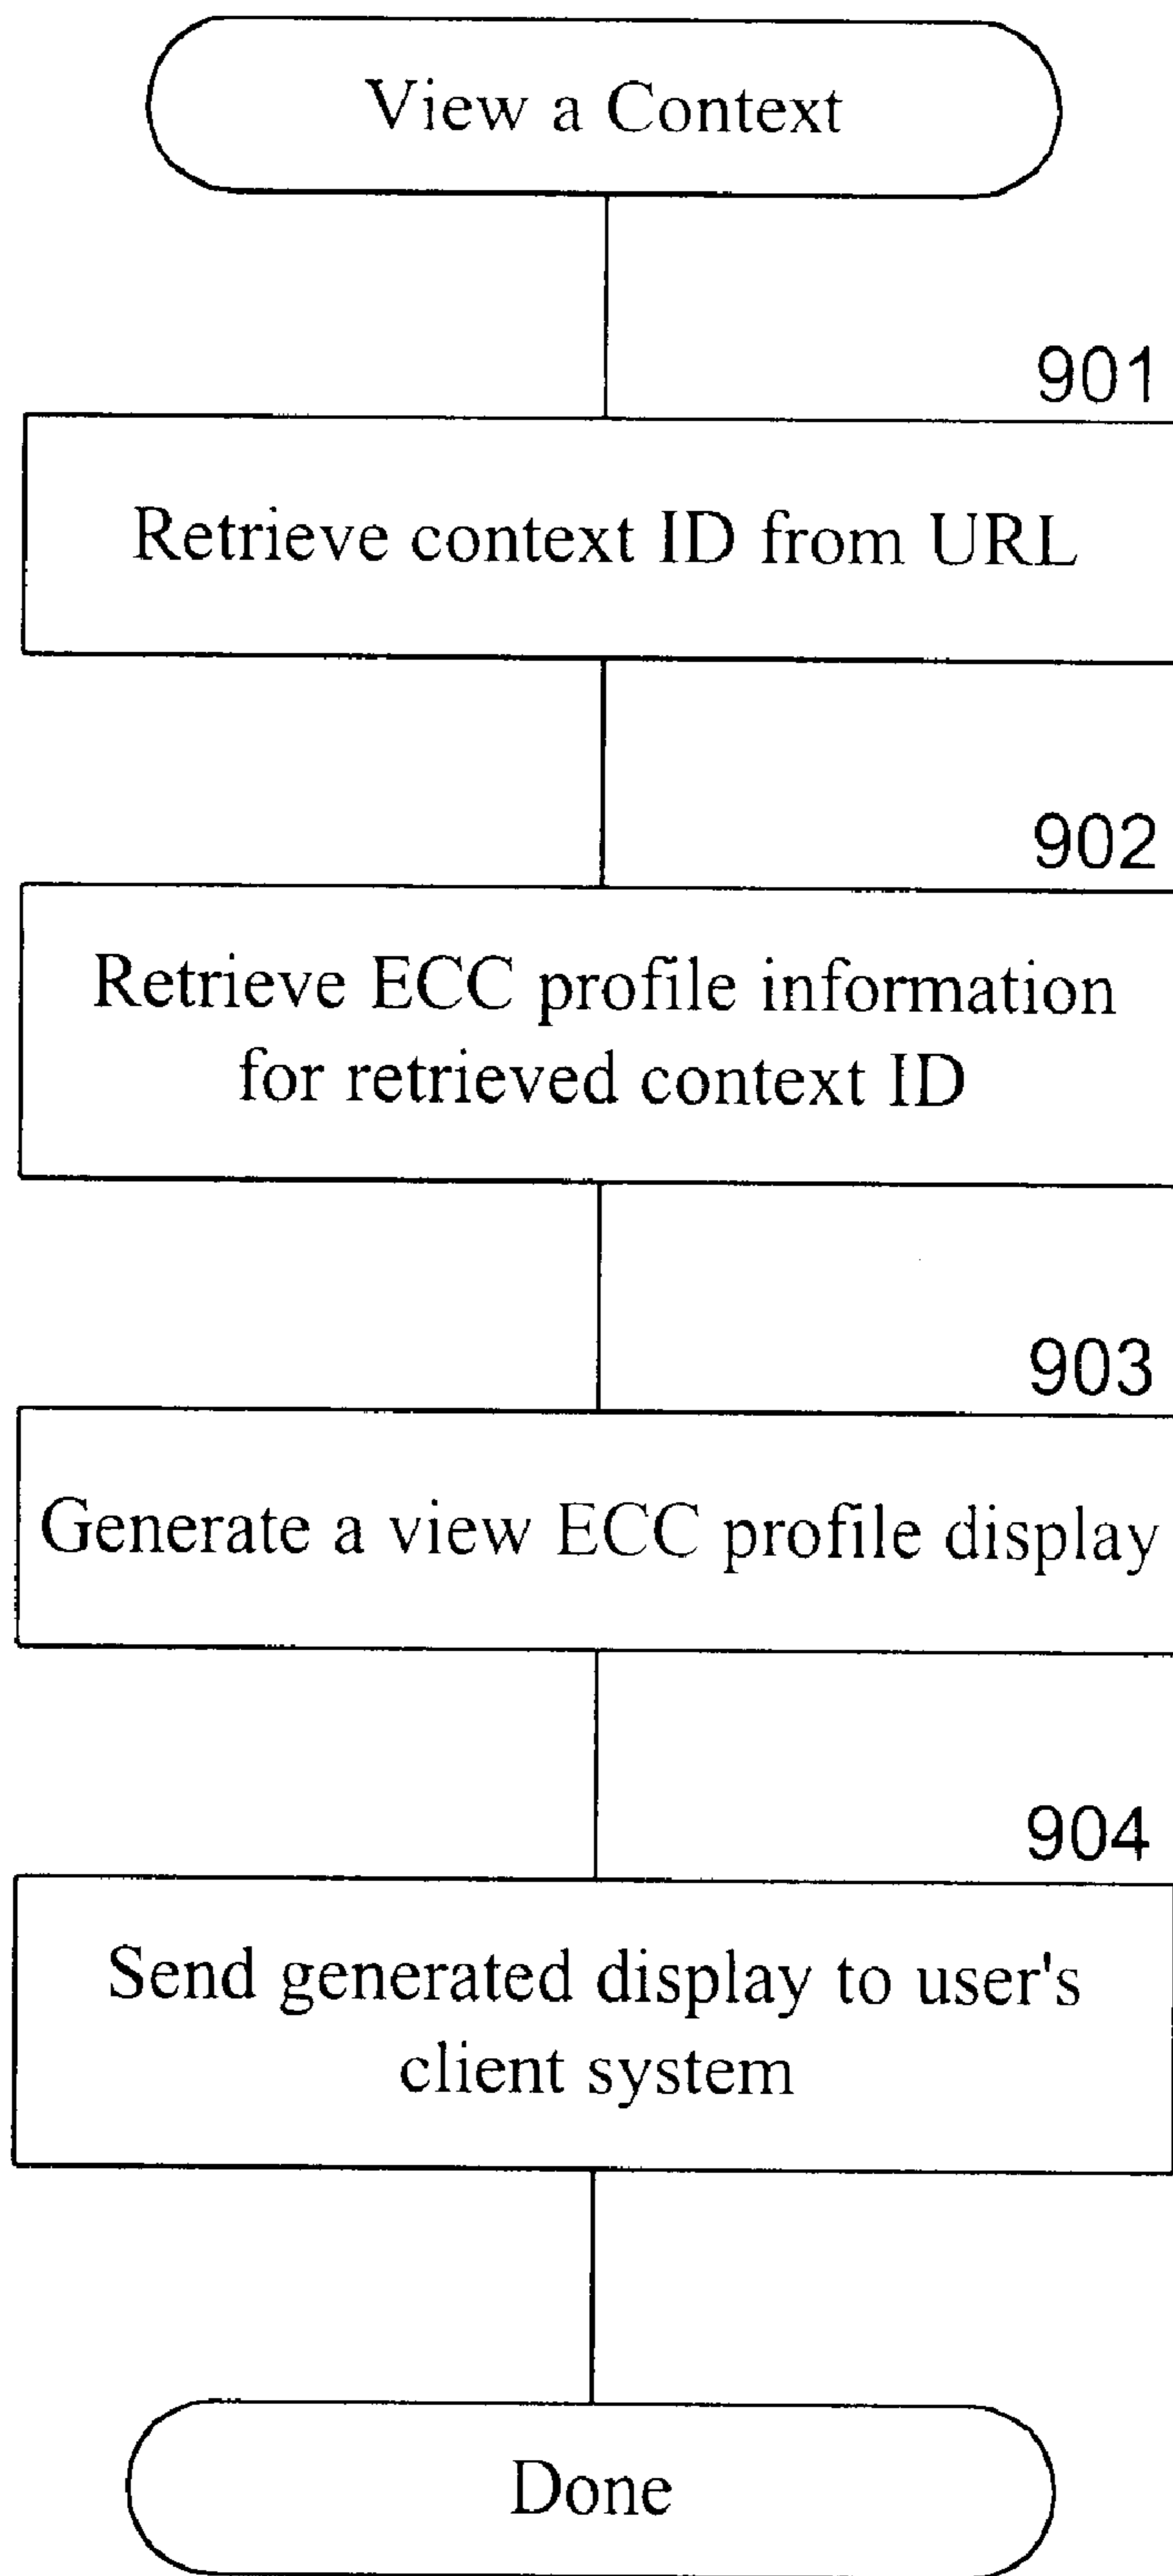 View a Context
901
Retrieve context ID from URL
902
Retrieve ECC profile information
for retrieved context ID
903
Generate a view ECC profile display
904
Send generated display to user's
client system
Done